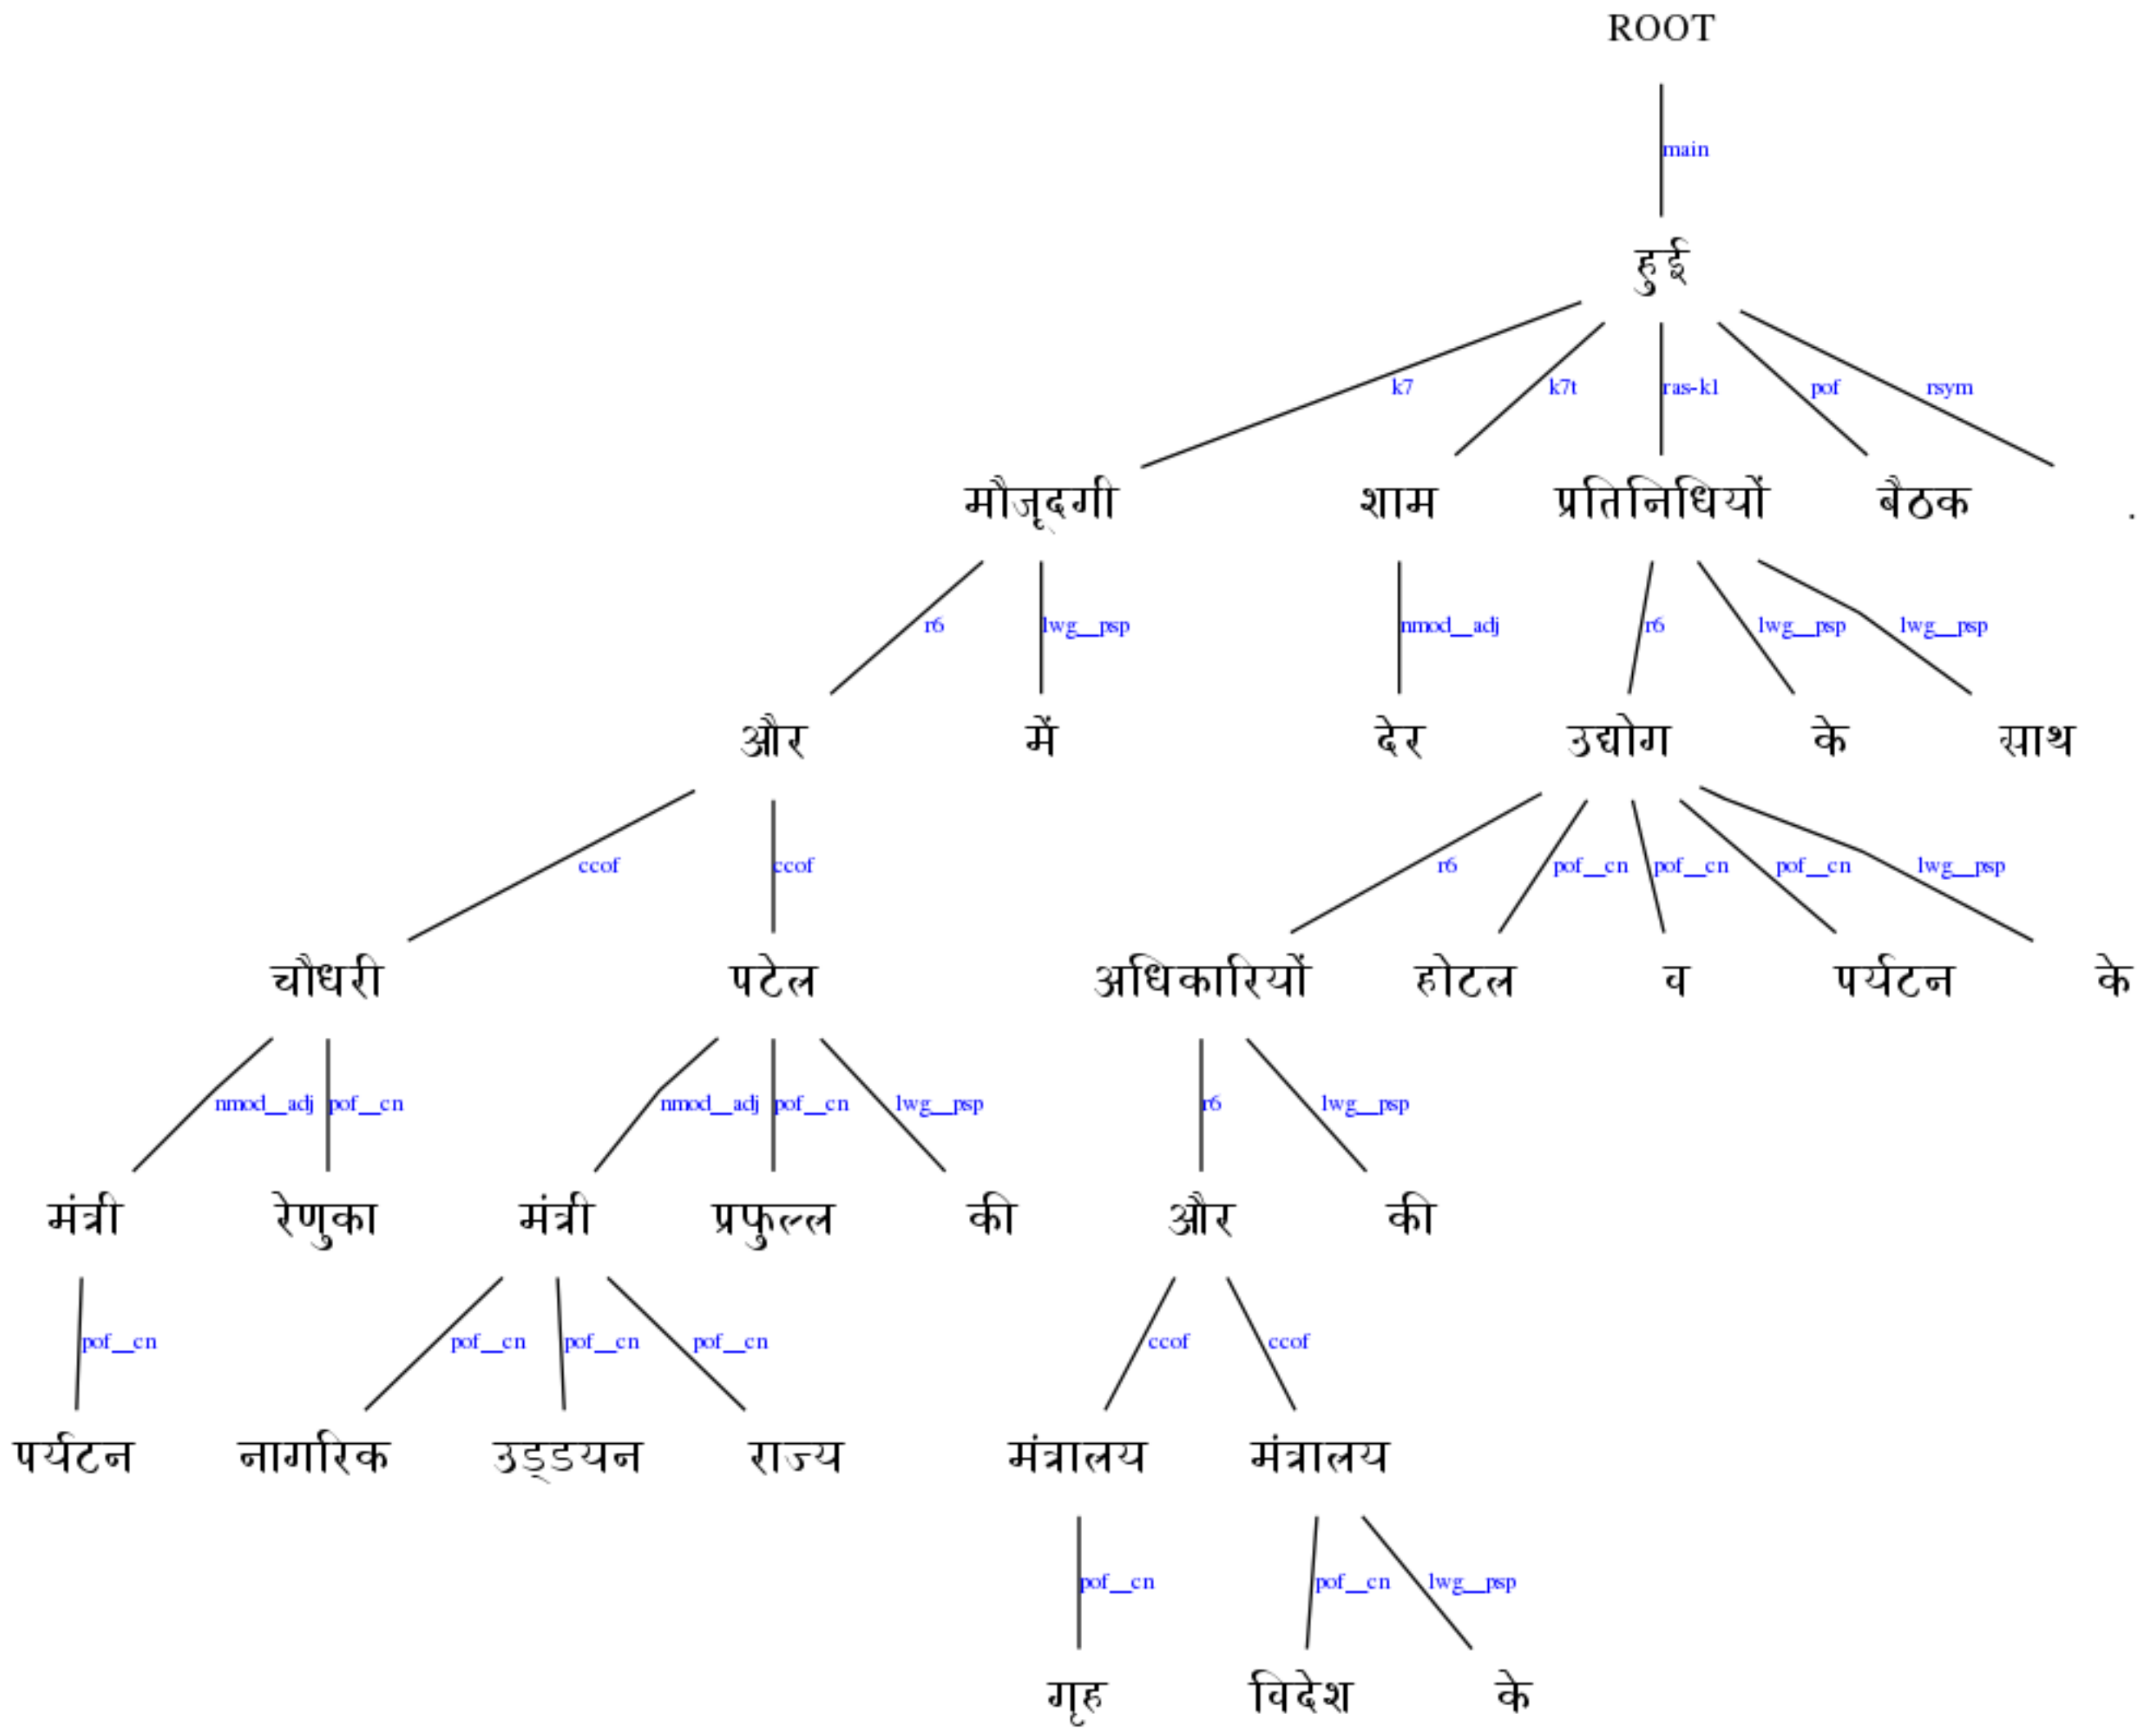 ROOT
main
हुई
k7 k7t ras-k1 pof rsym
मौजूदगी शाम प्रतिनिधियों बैठक .
r6 lwg__psp nmod__adj r6 lwg__psp lwg__psp
और में देर उद्योग के साथ
ccof ccof r6 pof__cn pof__cn pof__cn lwg__psp
चौधरी पटेल अधिकारियों होटल व पर्यटन के
nmod__adj pof__cn nmod__adj pof__cn lwg__psp r6 lwg__psp
मंत्री रेणुका मंत्री प्रफुल्ल की और की
pof__cn pof__cn pof__cn pof__cn ccof ccof
पर्यटन नागरिक उड्डयन राज्य मंत्रालय मंत्रालय
pof__cn pof__cn lwg__psp
गृह विदेश के